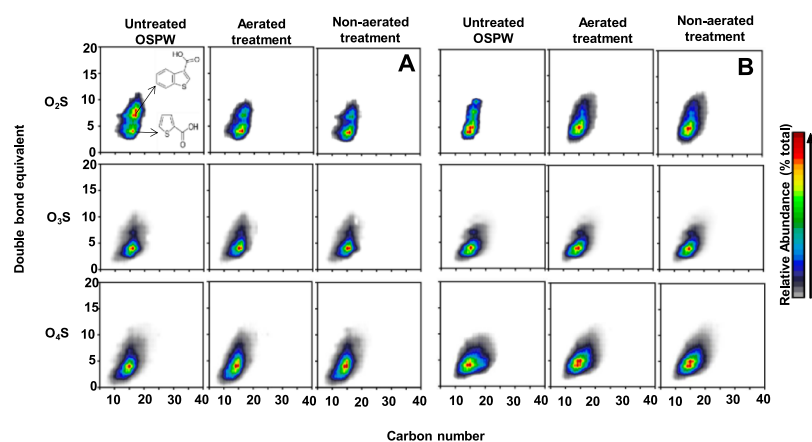 Untreated OSPW
Aerated treatment
Non-aerated treatment
Untreated OSPW
Aerated treatment
Non-aerated treatment
A
B
Double bond equivalent
O2S
20
15
10
5
0
HO
O
S
S
OH
O
O3S
20
15
10
5
0
O4S
20
15
10
5
0
10 20 30 40
10 20 30 40
10 20 30 40
10 20 30 40
10 20 30 40
10 20 30 40
Carbon number
Relative Abundance (% total)